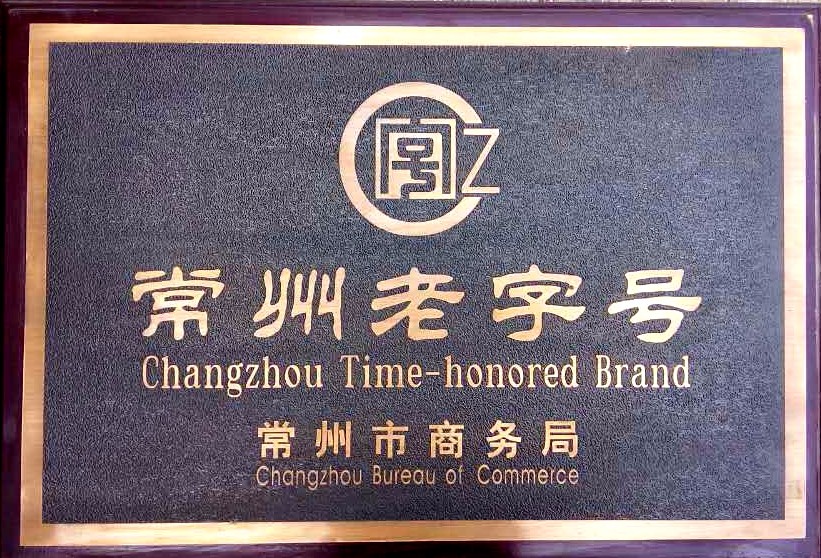 CZ
常州老字号
Changzhou Time-honored Brand
常州市商务局
Changzhou Bureau of Commerce